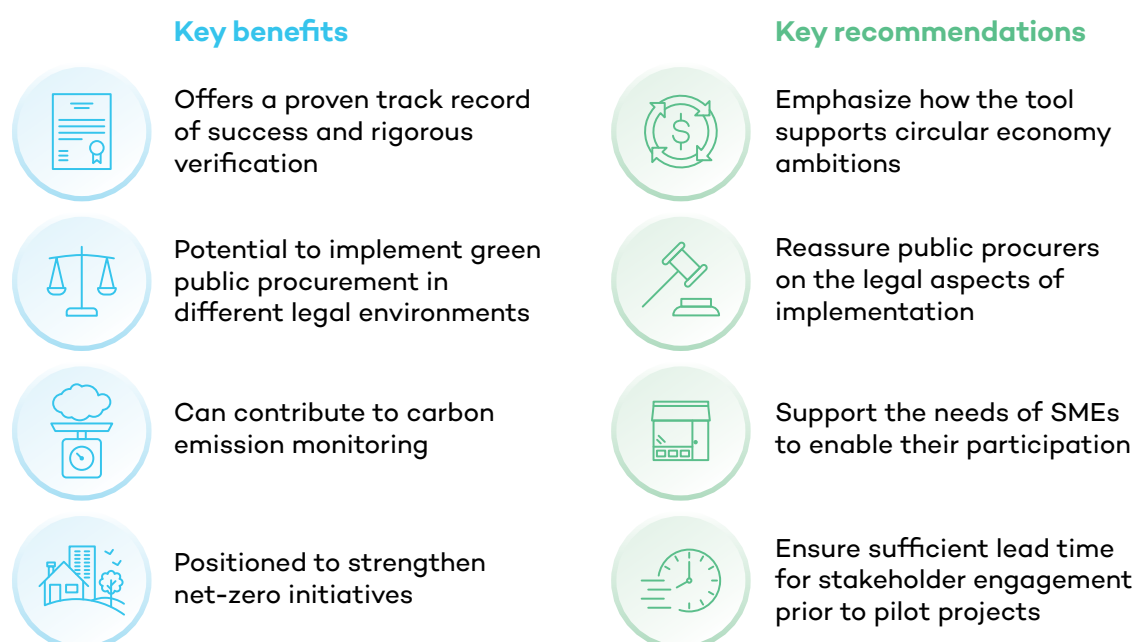 Key benefits
Offers a proven track record
of success and rigorous
verification
Potential to implement green
public procurement in
different legal environments
Can contribute to carbon
emission monitoring
Positioned to strengthen
net-zero initiatives
Key recommendations
Emphasize how the tool
supports circular economy
ambitions
Reassure public procurers
on the legal aspects of
implementation
Support the needs of SMEs
to enable their participation
Ensure sufficient lead time
for stakeholder engagement
prior to pilot projects